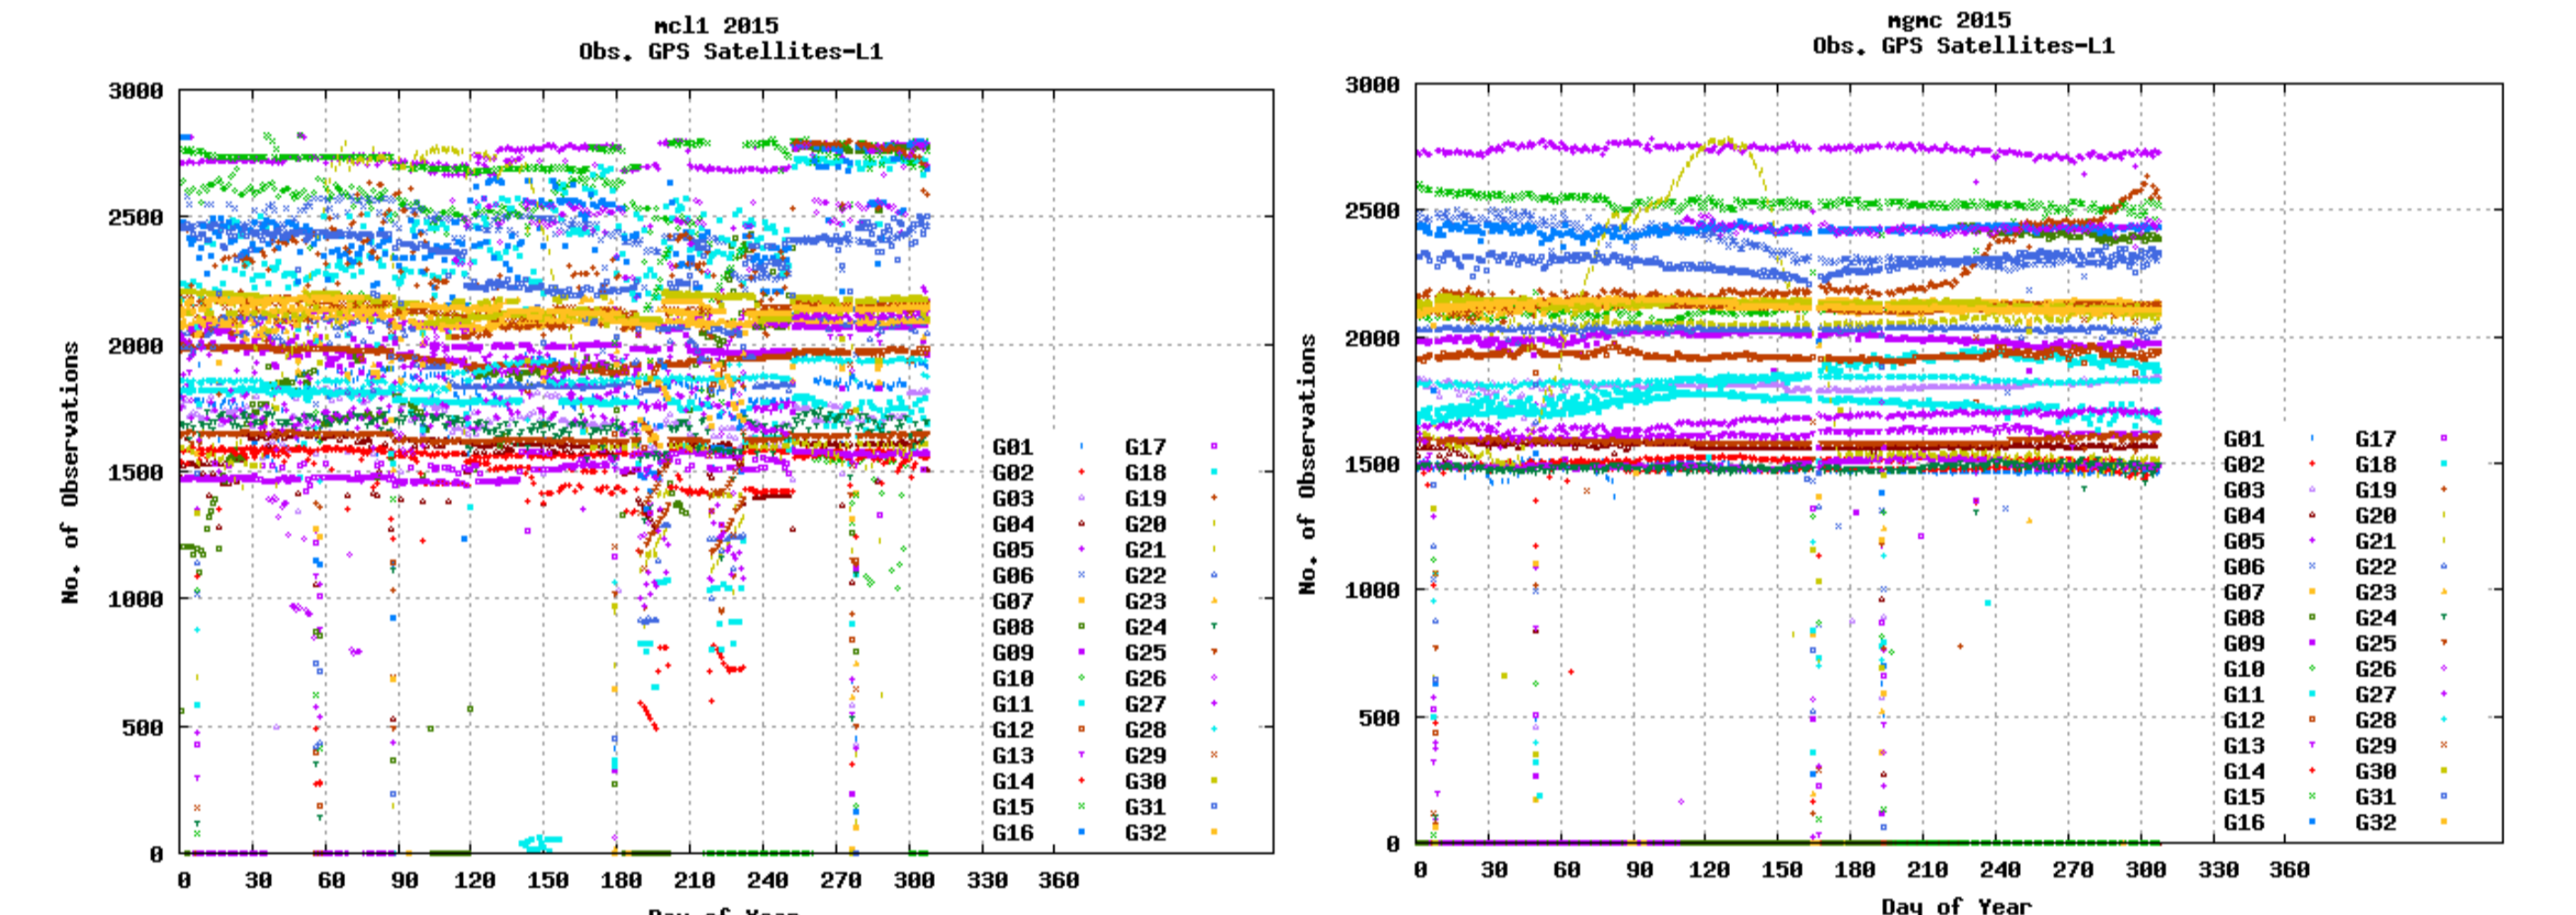 mcl1 2015
Obs. GPS Satellites-L1
3000
2500
2000
1500
1000
500
0
No. of Observations
0 30 60 90 120 150 180 210 240 270 300 330 360
Day of Year
G01 G17
G02 G18
G03 G19
G04 G20
G05 G21
G06 G22
G07 G23
G08 G24
G09 G25
G10 G26
G11 G27
G12 G28
G13 G29
G14 G30
G15 G31
G16 G32
mgmc 2015
Obs. GPS Satellites-L1
3000
2500
2000
1500
1000
500
0
No. of Observations
0 30 60 90 120 150 180 210 240 270 300 330 360
Day of Year
G01 G17
G02 G18
G03 G19
G04 G20
G05 G21
G06 G22
G07 G23
G08 G24
G09 G25
G10 G26
G11 G27
G12 G28
G13 G29
G14 G30
G15 G31
G16 G32